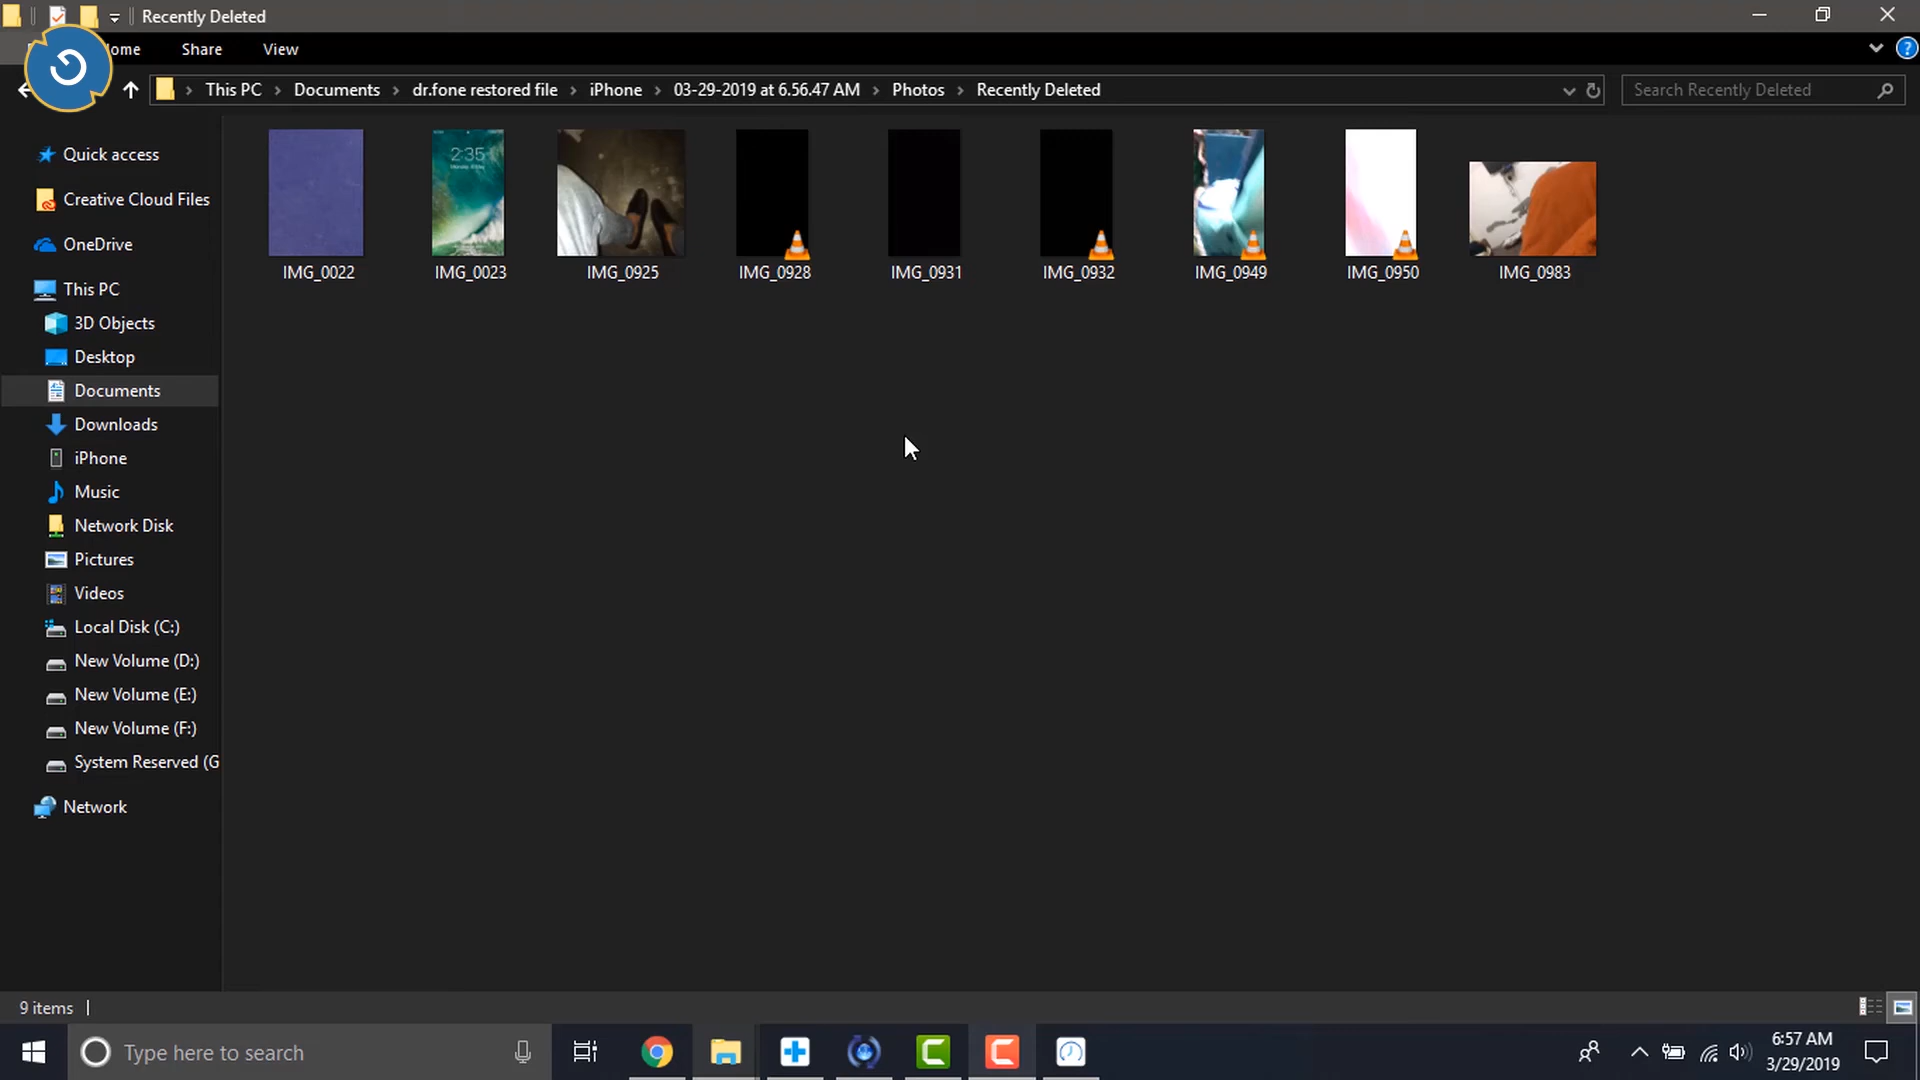 Recently Deleted
ome Share View
This PC Documents dr.fone restored file iPhone 03-29-2019 at 6.56.47 AM Photos Recently Deleted
Search Recently Deleted
Quick access
Creative Cloud Files
OneDrive
This PC
3D Objects
Desktop
Documents
Downloads
iPhone
Music
Network Disk
Pictures
Videos
Local Disk (C:)
New Volume (D:)
New Volume (E:)
New Volume (F:)
System Reserved (G
Network
2:35
IMG_0022 IMG_0023 IMG_0925 IMG_0928 IMG_0931 IMG_0932 IMG_0949 IMG_0950 IMG_0983
9 items
Type here to search
6:57 AM
3/29/2019